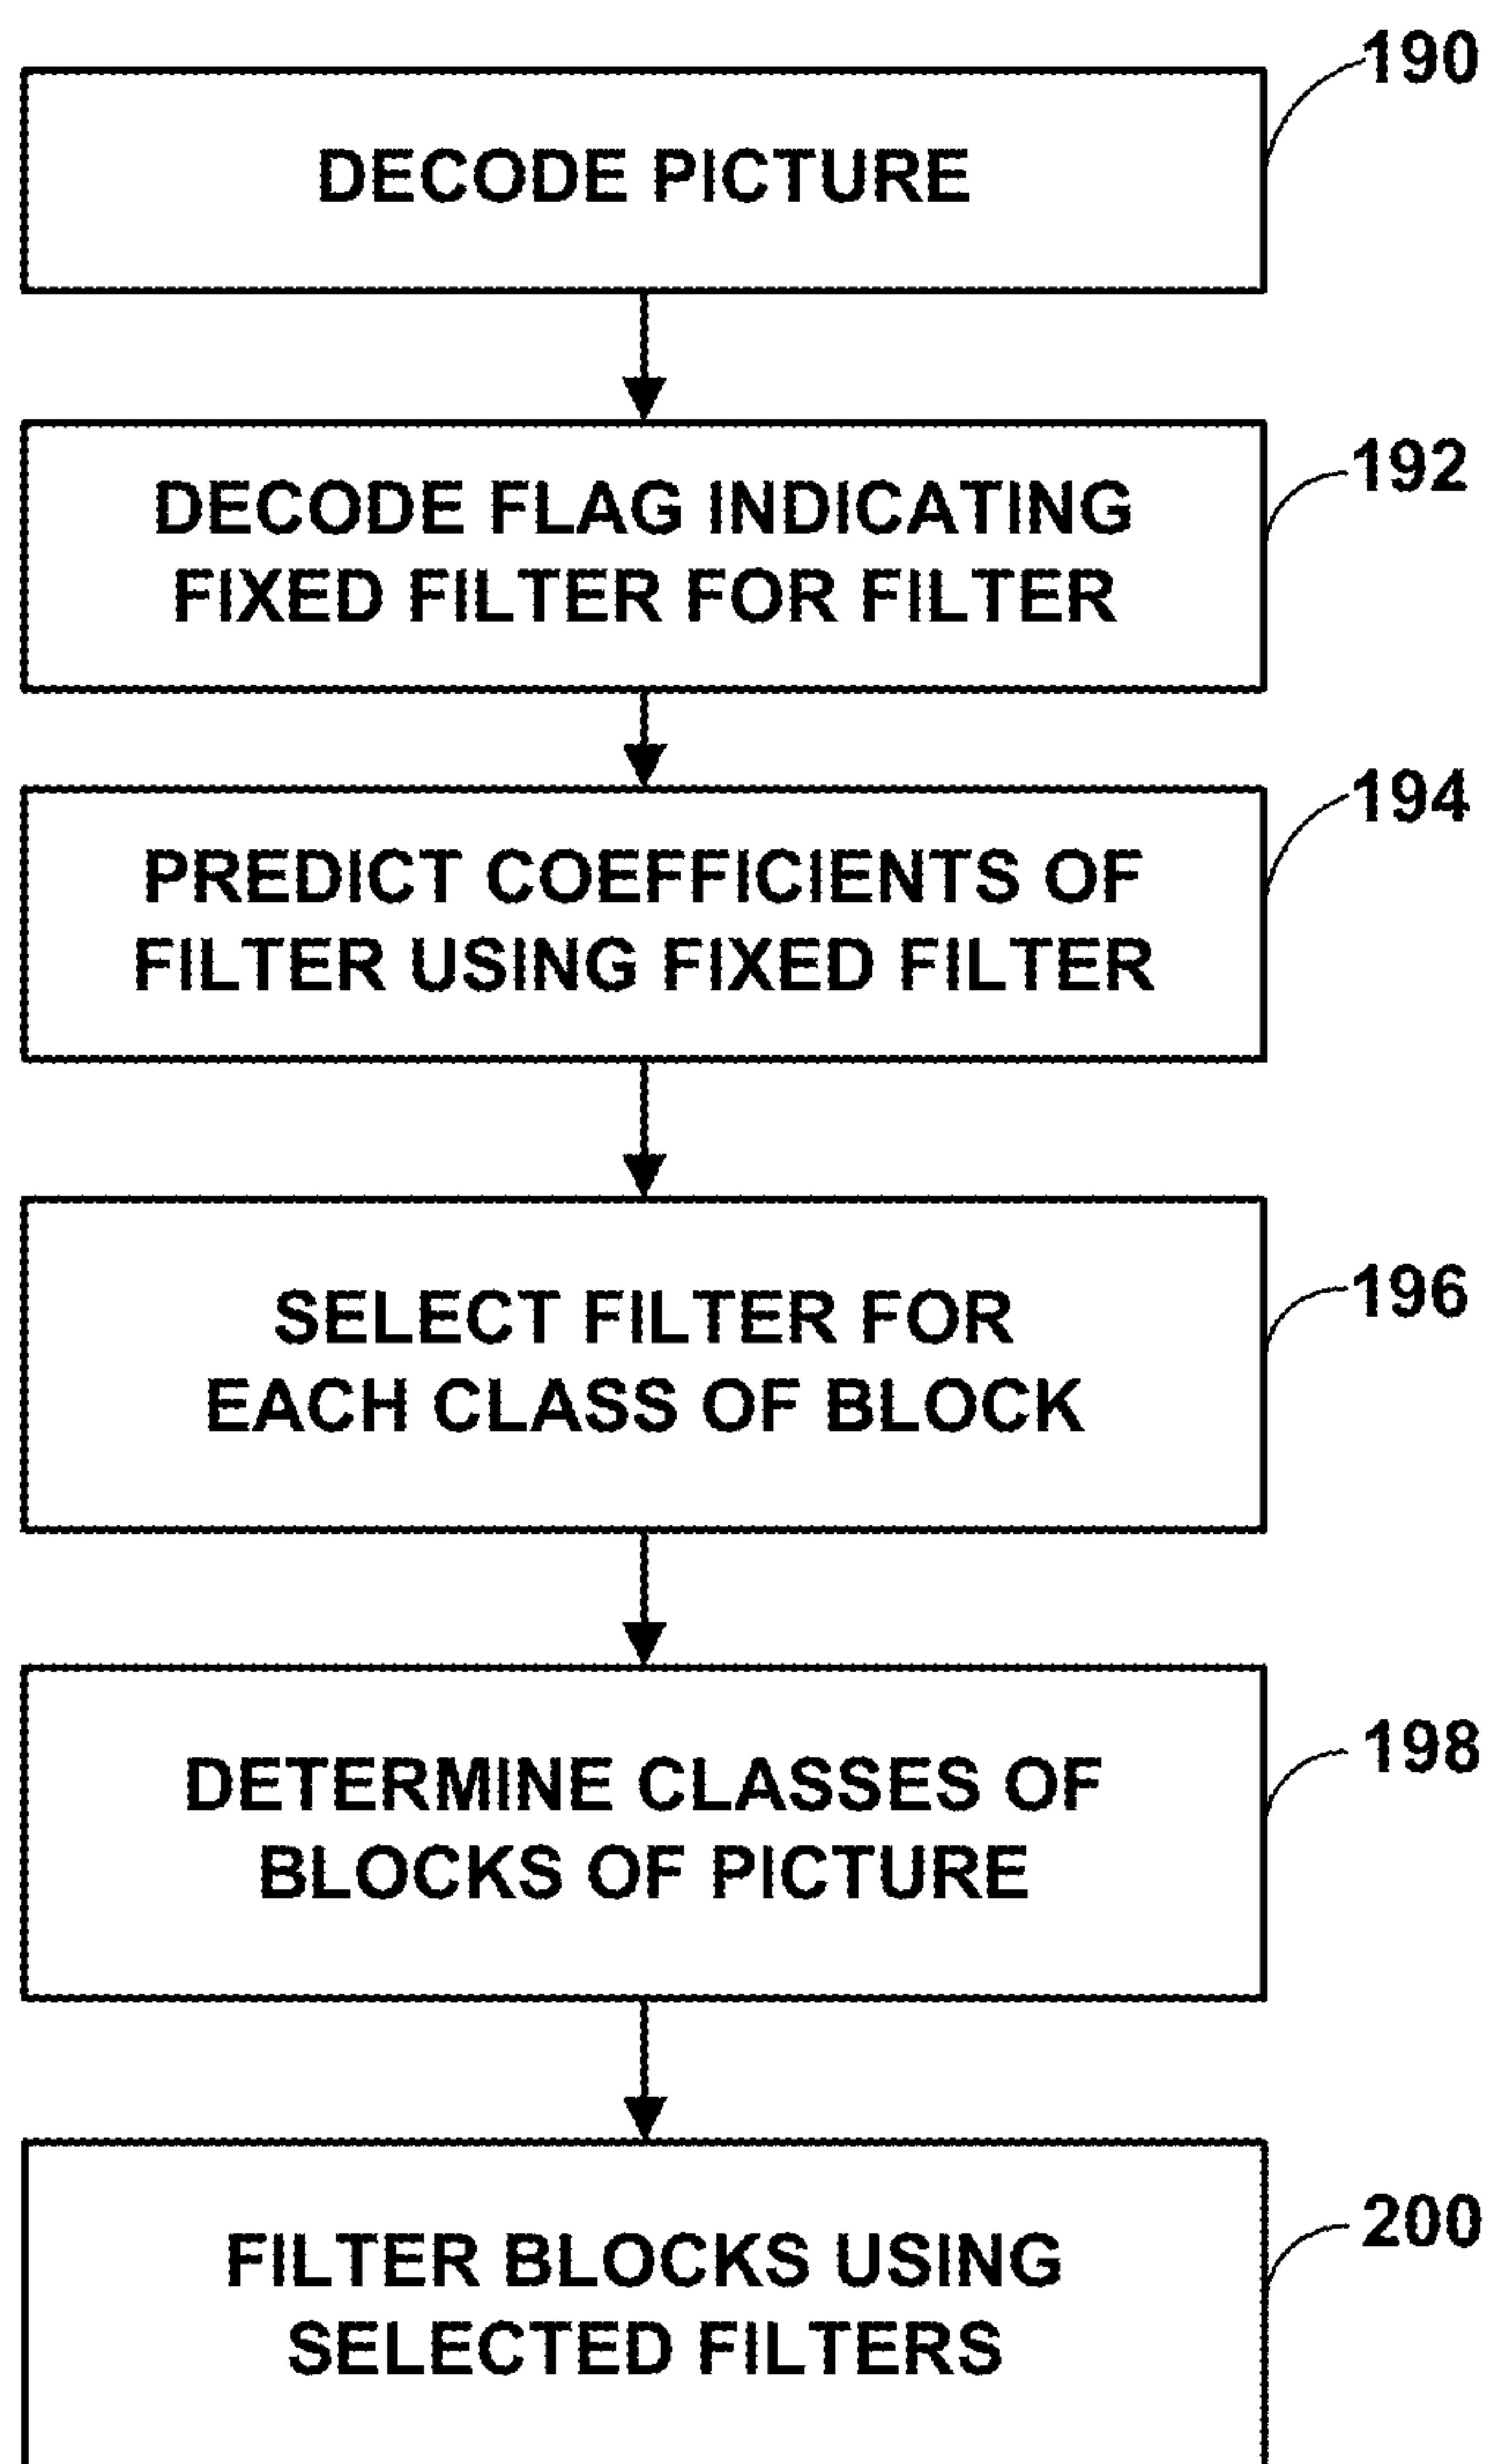 190
DECODE PICTURE
192
DECODE FLAG INDICATING
FIXED FILTER FOR FILTER
194
PREDICT COEFFICIENTS OF
FILTER USING FIXED FILTER
196
SELECT FILTER FOR
EACH CLASS OF BLOCK
198
DETERMINE CLASSES OF
BLOCKS OF PICTURE
200
FILTER BLOCKS USING
SELECTED FILTERS